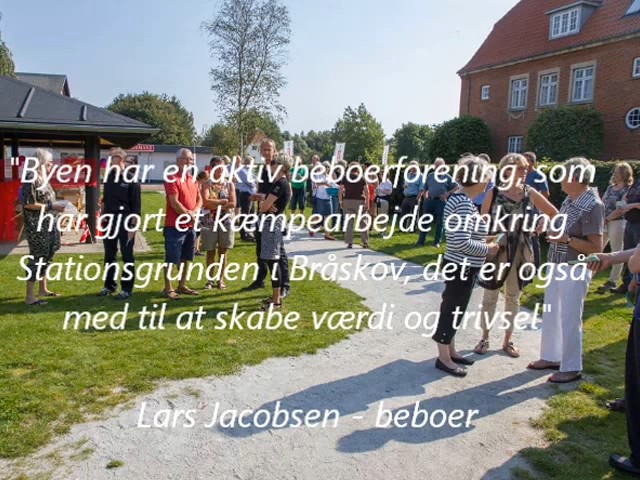 "Byen har en aktiv beboerforening, som
har gjort et kæmpearbejde omkring
Stationsgrunden i Bråskov, det er også
med til at skabe værdi og trivsel"
Lars Jacobsen - beboer